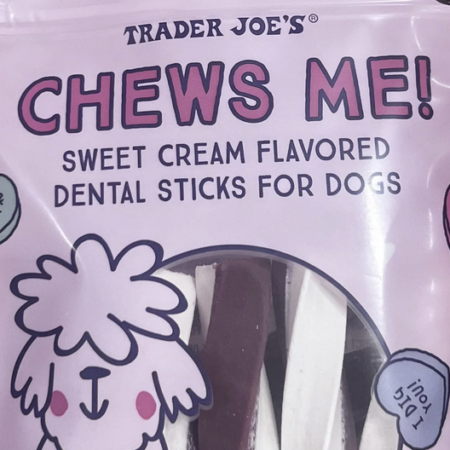 TRADER JOE'S®
CHEWS ME!
SWEET CREAM FLAVORED
DENTAL STICKS FOR DOGS
I DIG
YOU!